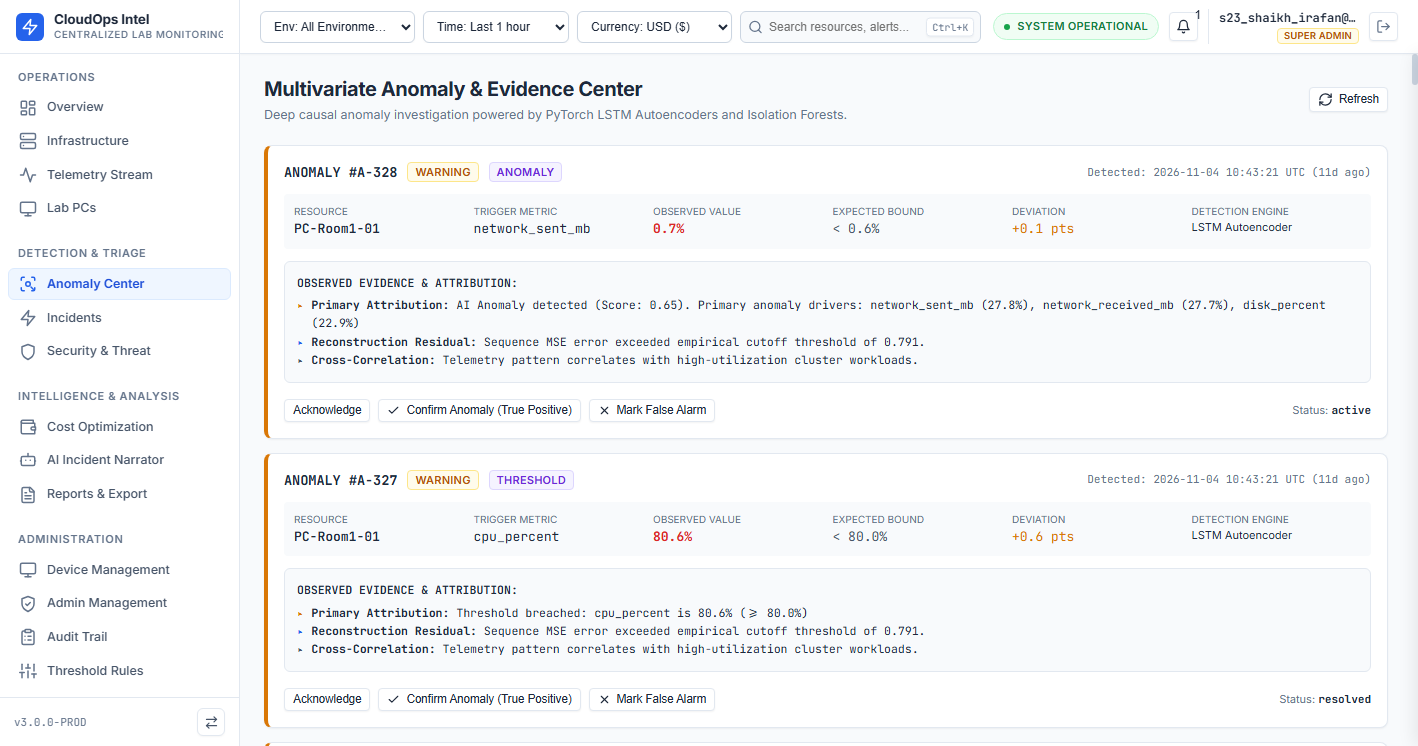 CloudOps Intel
CENTRALIZED LAB MONITORING
Env: All Environme...
Time: Last 1 hour
Currency: USD ($)
Search resources, alerts...
Ctrl+K
SYSTEM OPERATIONAL
1
s23_shaikh_irafan@…
SUPER ADMIN
OPERATIONS
Overview
Infrastructure
Telemetry Stream
Lab PCs
DETECTION & TRIAGE
Anomaly Center
Incidents
Security & Threat
INTELLIGENCE & ANALYSIS
Cost Optimization
AI Incident Narrator
Reports & Export
ADMINISTRATION
Device Management
Admin Management
Audit Trail
Threshold Rules
v3.0.0-PROD
Multivariate Anomaly & Evidence Center
Deep causal anomaly investigation powered by PyTorch LSTM Autoencoders and Isolation Forests.
Refresh
ANOMALY #A-328 WARNING ANOMALY Detected: 2026-11-04 10:43:21 UTC (11d ago)
RESOURCE TRIGGER METRIC OBSERVED VALUE EXPECTED BOUND DEVIATION DETECTION ENGINE
PC-Room1-01 network_sent_mb 0.7% < 0.6% +0.1 pts LSTM Autoencoder
OBSERVED EVIDENCE & ATTRIBUTION:
▸ Primary Attribution: AI Anomaly detected (Score: 0.65). Primary anomaly drivers: network_sent_mb (27.8%), network_received_mb (27.7%), disk_percent
(22.9%)
▸ Reconstruction Residual: Sequence MSE error exceeded empirical cutoff threshold of 0.791.
▸ Cross-Correlation: Telemetry pattern correlates with high-utilization cluster workloads.
Acknowledge ✓ Confirm Anomaly (True Positive) ✕ Mark False Alarm Status: active
ANOMALY #A-327 WARNING THRESHOLD Detected: 2026-11-04 10:43:21 UTC (11d ago)
RESOURCE TRIGGER METRIC OBSERVED VALUE EXPECTED BOUND DEVIATION DETECTION ENGINE
PC-Room1-01 cpu_percent 80.6% < 80.0% +0.6 pts LSTM Autoencoder
OBSERVED EVIDENCE & ATTRIBUTION:
▸ Primary Attribution: Threshold breached: cpu_percent is 80.6% (≥ 80.0%)
▸ Reconstruction Residual: Sequence MSE error exceeded empirical cutoff threshold of 0.791.
▸ Cross-Correlation: Telemetry pattern correlates with high-utilization cluster workloads.
Acknowledge ✓ Confirm Anomaly (True Positive) ✕ Mark False Alarm Status: resolved